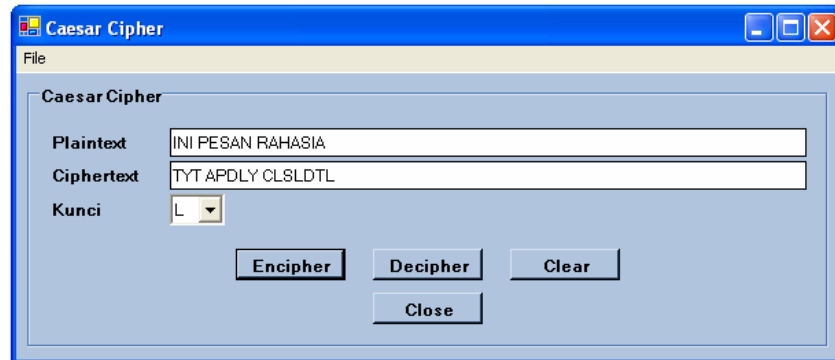 Caesar Cipher
File
Caesar Cipher
Plaintext INI PESAN RAHASIA
Ciphertext TYT APDLY CLSLDTL
Kunci L
Encipher Decipher Clear
Close